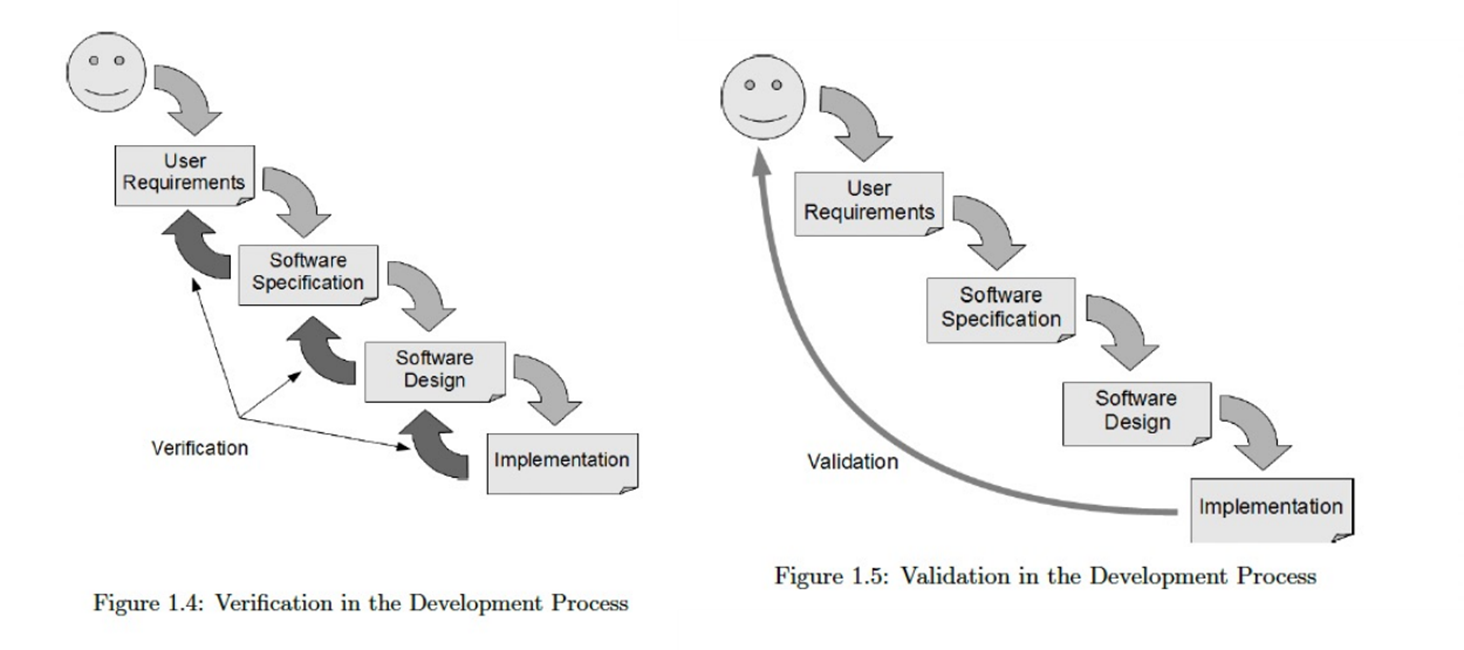 User
Requirements
Software
Specification
Software
Design
Implementation
Verification
Figure 1.4: Verification in the Development Process
User
Requirements
Software
Specification
Software
Design
Implementation
Validation
Figure 1.5: Validation in the Development Process